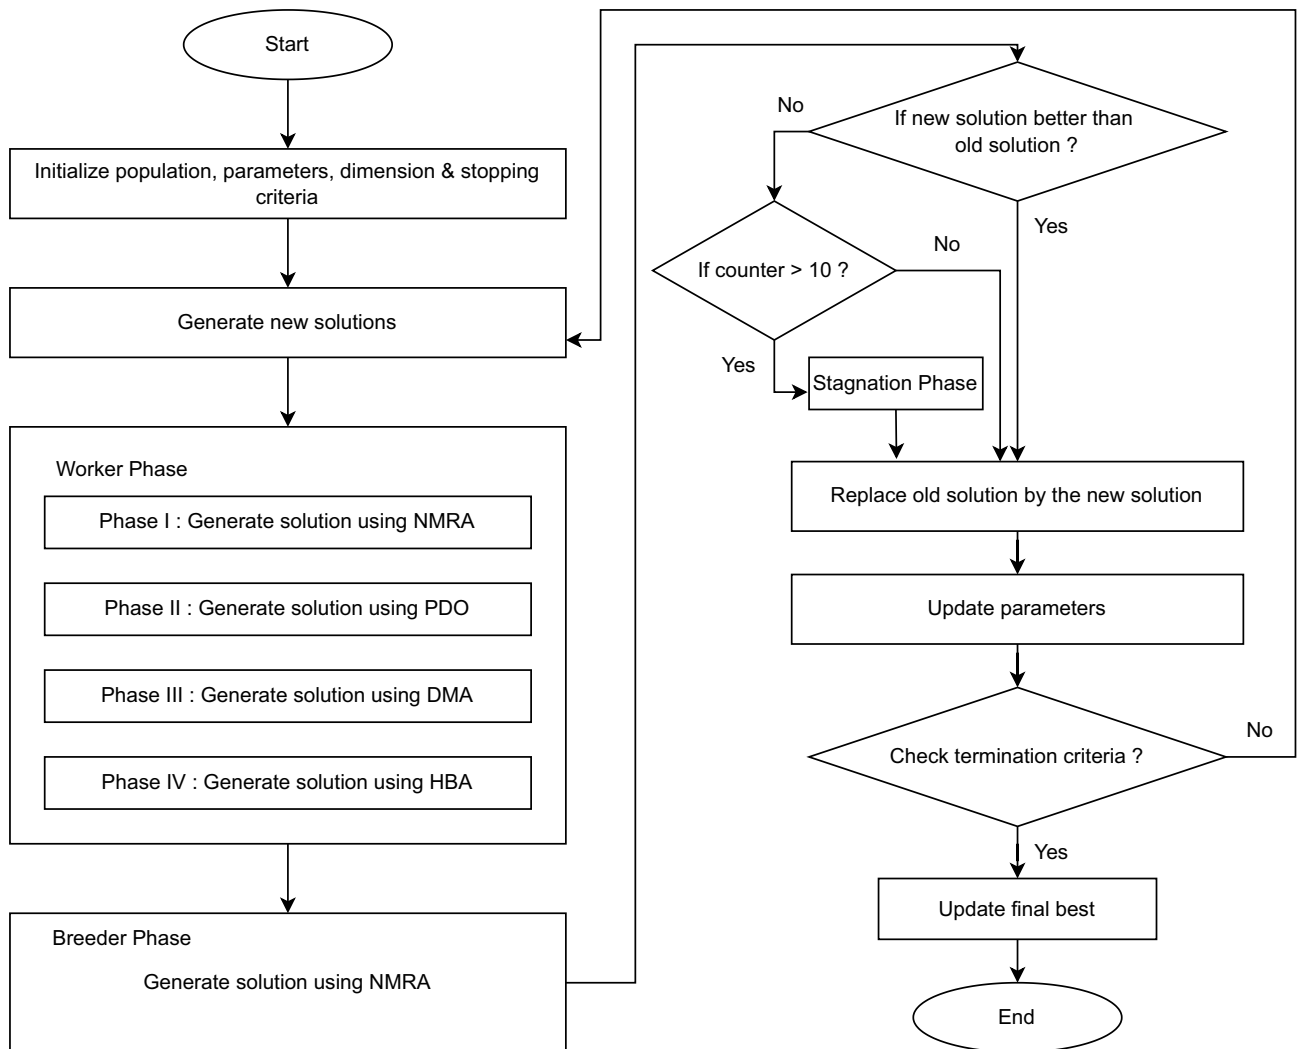 Start
Initialize population, parameters, dimension & stopping
criteria
Generate new solutions
Worker Phase
Phase I : Generate solution using NMRA
Phase II : Generate solution using PDO
Phase III : Generate solution using DMA
Phase IV : Generate solution using HBA
Breeder Phase
Generate solution using NMRA
If new solution better than
old solution ?
No
Yes
If counter > 10 ?
No
Yes
Stagnation Phase
Replace old solution by the new solution
Update parameters
Check termination criteria ?
No
Yes
Update final best
End